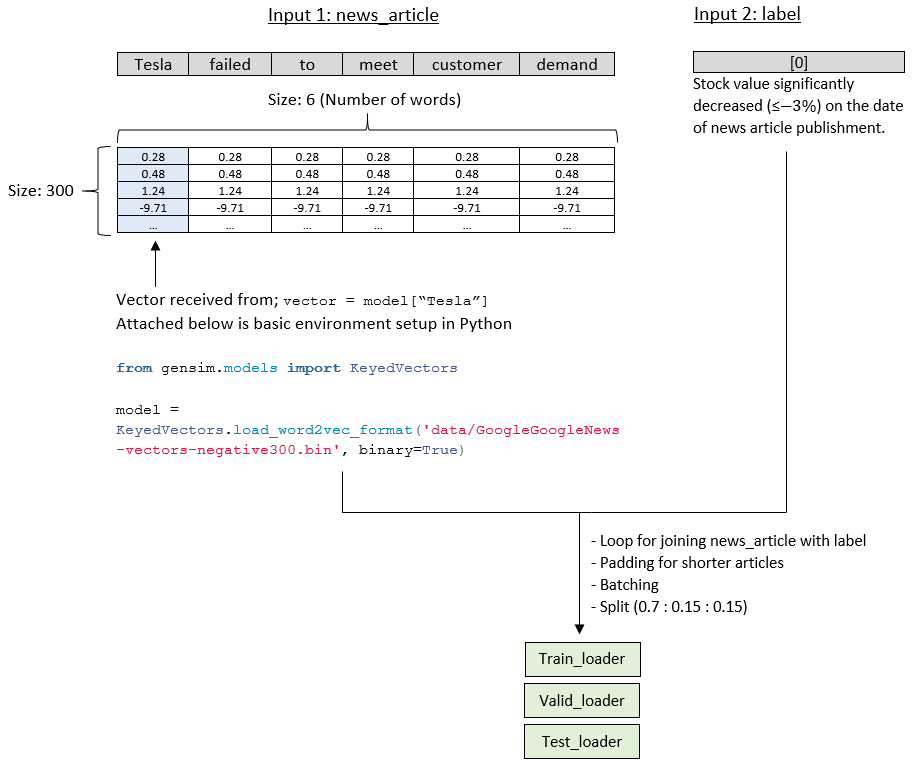 Input 1: news_article
Input 2: label
Tesla failed to meet customer demand
[0]
Stock value significantly
decreased (≤−3%) on the date
of news article publishment.
Size: 6 (Number of words)
Size: 300
0.28 0.28 0.28 0.28 0.28 0.28
0.48 0.48 0.48 0.48 0.48 0.48
1.24 1.24 1.24 1.24 1.24 1.24
-9.71 -9.71 -9.71 -9.71 -9.71 -9.71
... ... ... ... ... ...
Vector received from; vector = model[“Tesla”]
Attached below is basic environment setup in Python
from gensim.models import KeyedVectors
model =
KeyedVectors.load_word2vec_format('data/GoogleGoogleNews
-vectors-negative300.bin', binary=True)
- Loop for joining news_article with label
- Padding for shorter articles
- Batching
- Split (0.7 : 0.15 : 0.15)
Train_loader
Valid_loader
Test_loader